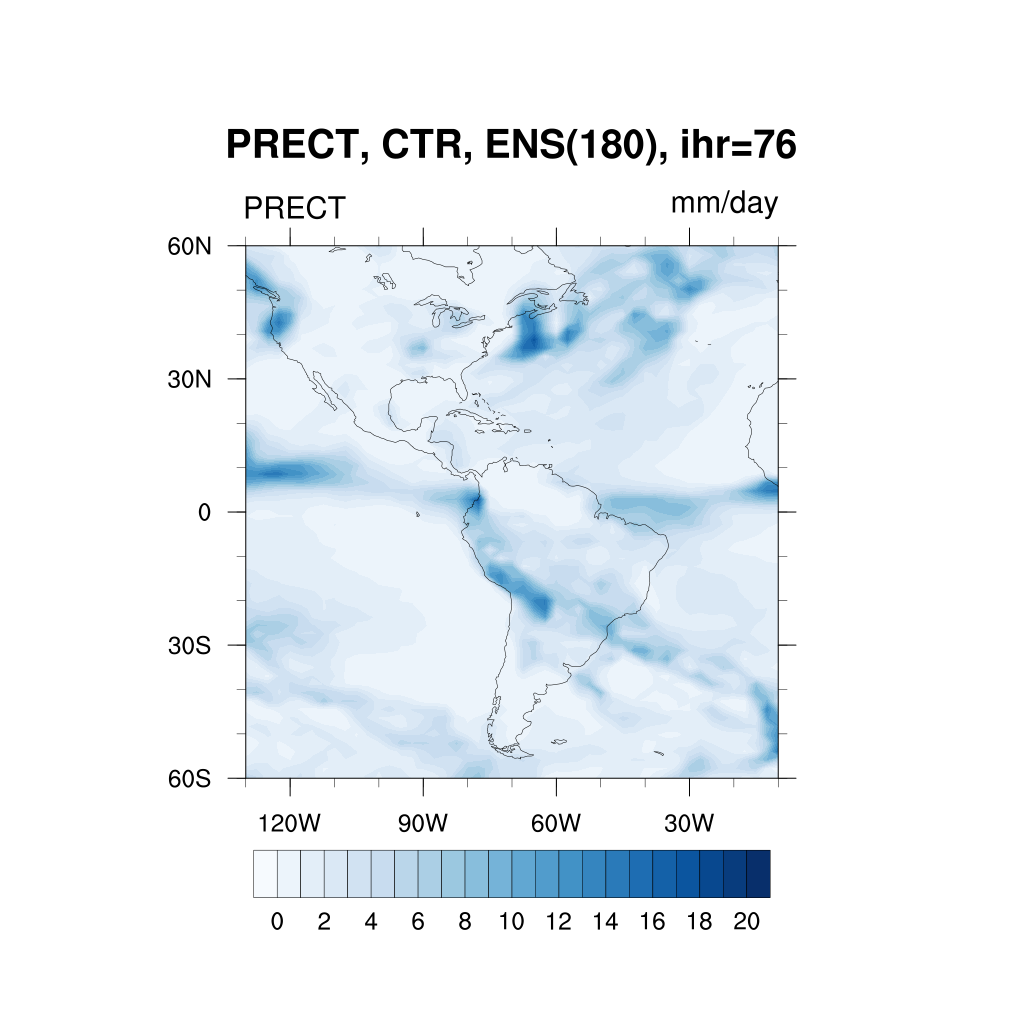 PRECT, CTR, ENS(180), ihr=76
PRECT mm/day
60N
30N
0
30S
60S
120W 90W 60W 30W
0 2 4 6 8 10 12 14 16 18 20